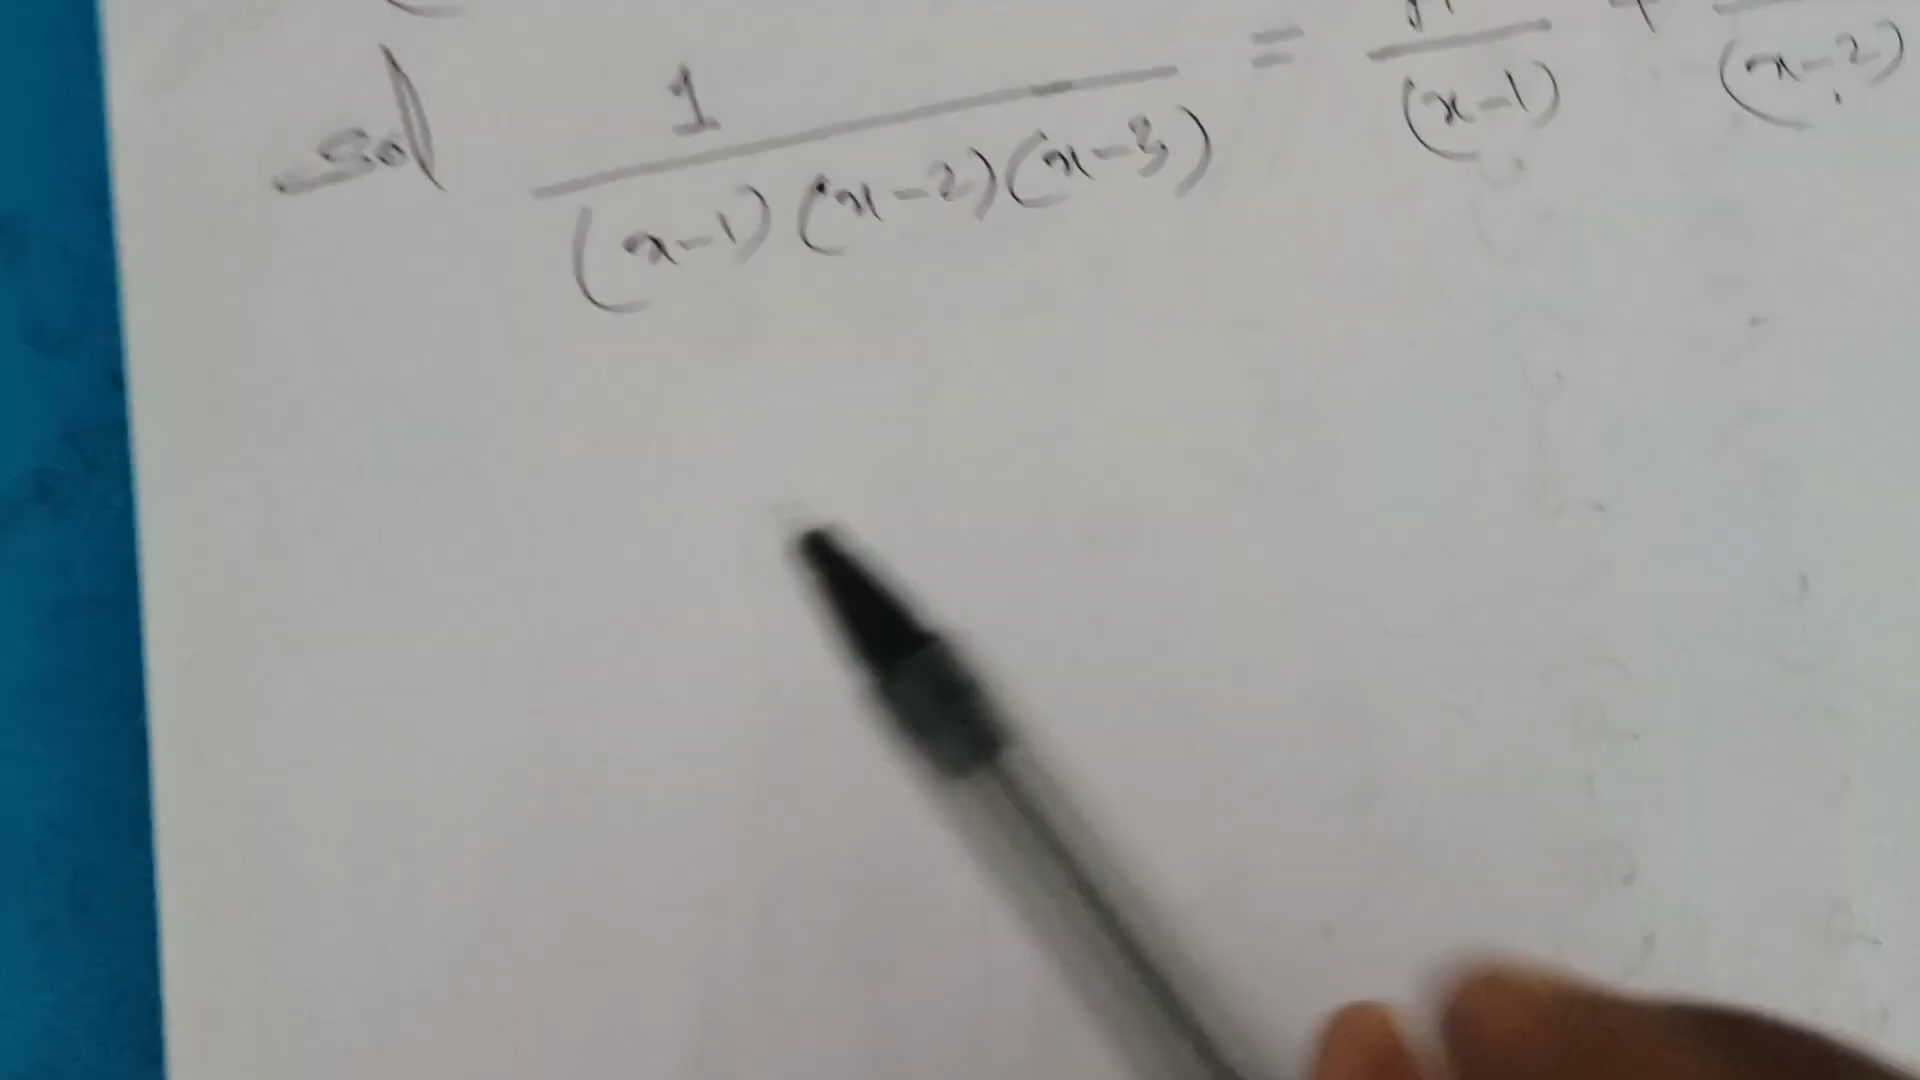 sol 1/((x-1)(x-2)(x-3)) = /(x-1) + /(x-2)